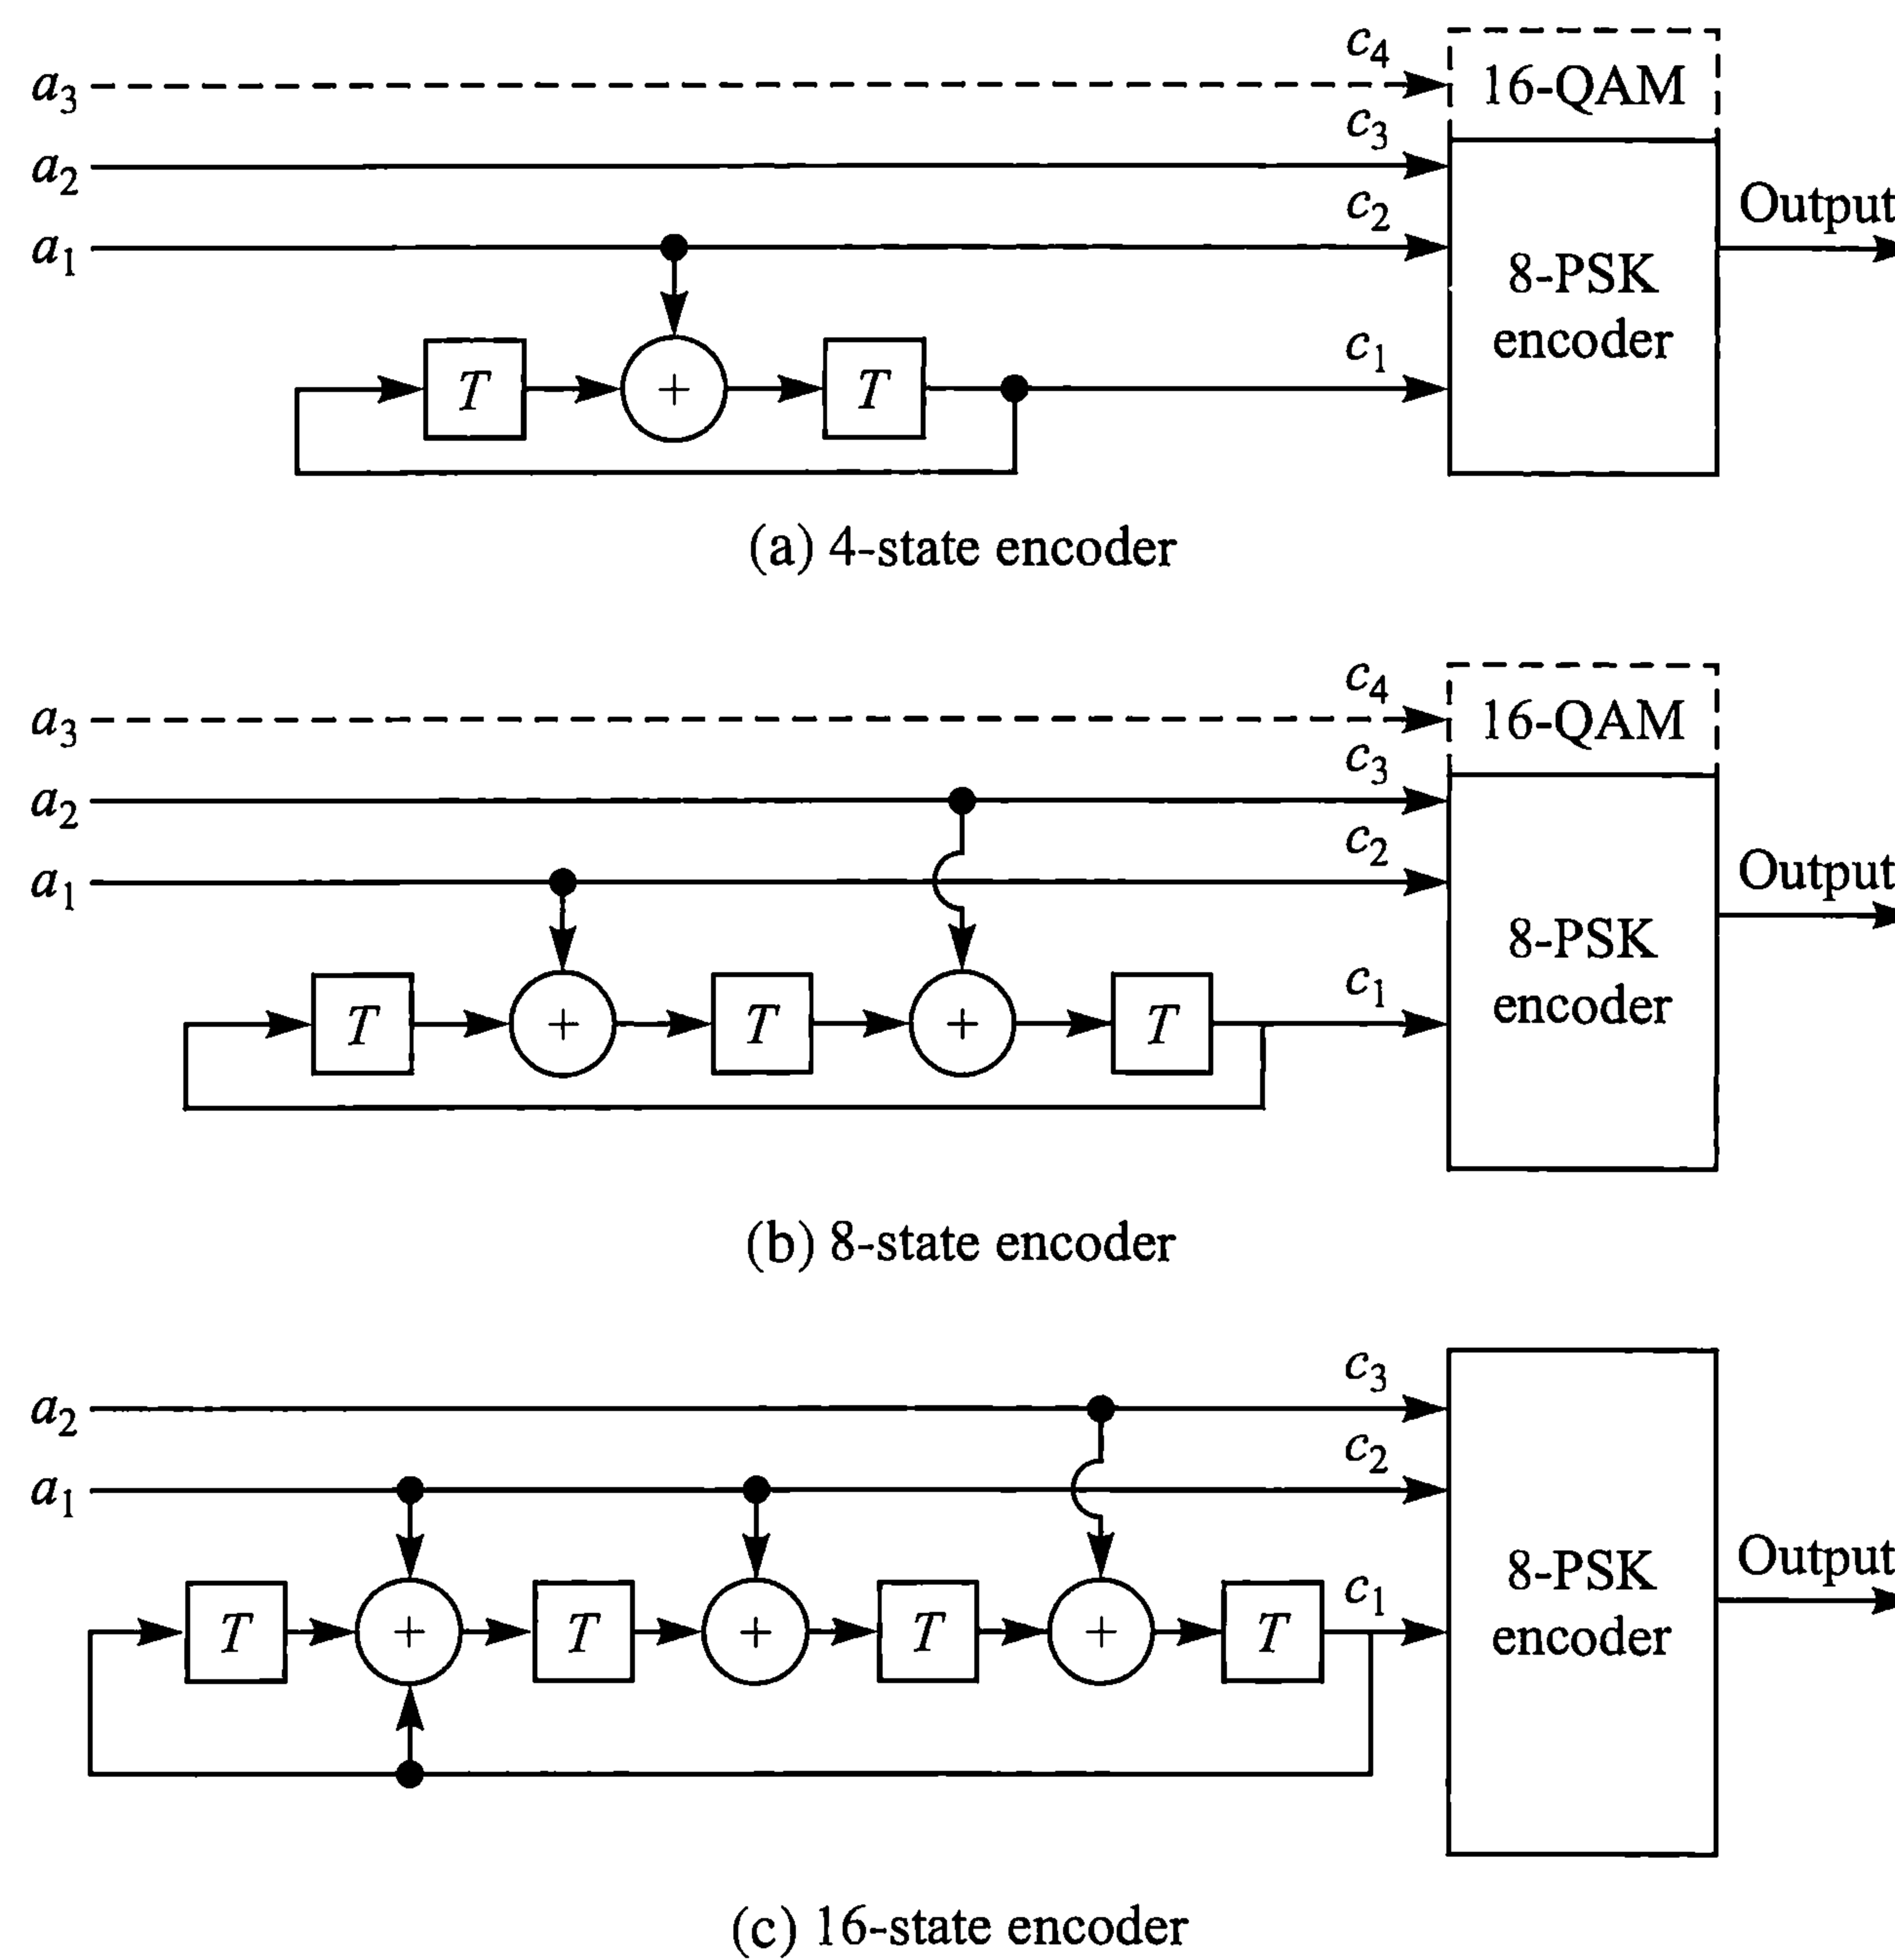 a3 c4 16-QAM
a2 c3
a1 c2 8-PSK encoder Output
T + T c1
(a) 4-state encoder
a3 c4 16-QAM
a2 c3
a1 c2 8-PSK encoder Output
T + T + T c1
(b) 8-state encoder
a2 c3
a1 c2 8-PSK encoder Output
T + T + T + T c1
(c) 16-state encoder